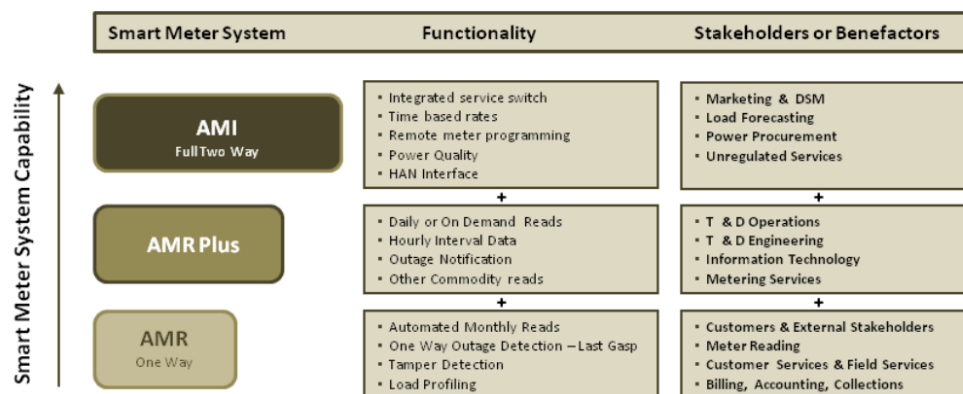 Smart Meter System
Functionality
Stakeholders or Benefactors
Smart Meter System Capability
AMI
Full Two Way
▪ Integrated service switch
▪ Time based rates
▪ Remote meter programming
▪ Power Quality
▪ HAN Interface
▪ Marketing & DSM
▪ Load Forecasting
▪ Power Procurement
▪ Unregulated Services
+
+
AMR Plus
▪ Daily or On Demand Reads
▪ Hourly Interval Data
▪ Outage Notification
▪ Other Commodity reads
▪ T & D Operations
▪ T & D Engineering
▪ Information Technology
▪ Metering Services
+
+
AMR
One Way
▪ Automated Monthly Reads
▪ One Way Outage Detection – Last Gasp
▪ Tamper Detection
▪ Load Profiling
▪ Customers & External Stakeholders
▪ Meter Reading
▪ Customer Services & Field Services
▪ Billing, Accounting, Collections